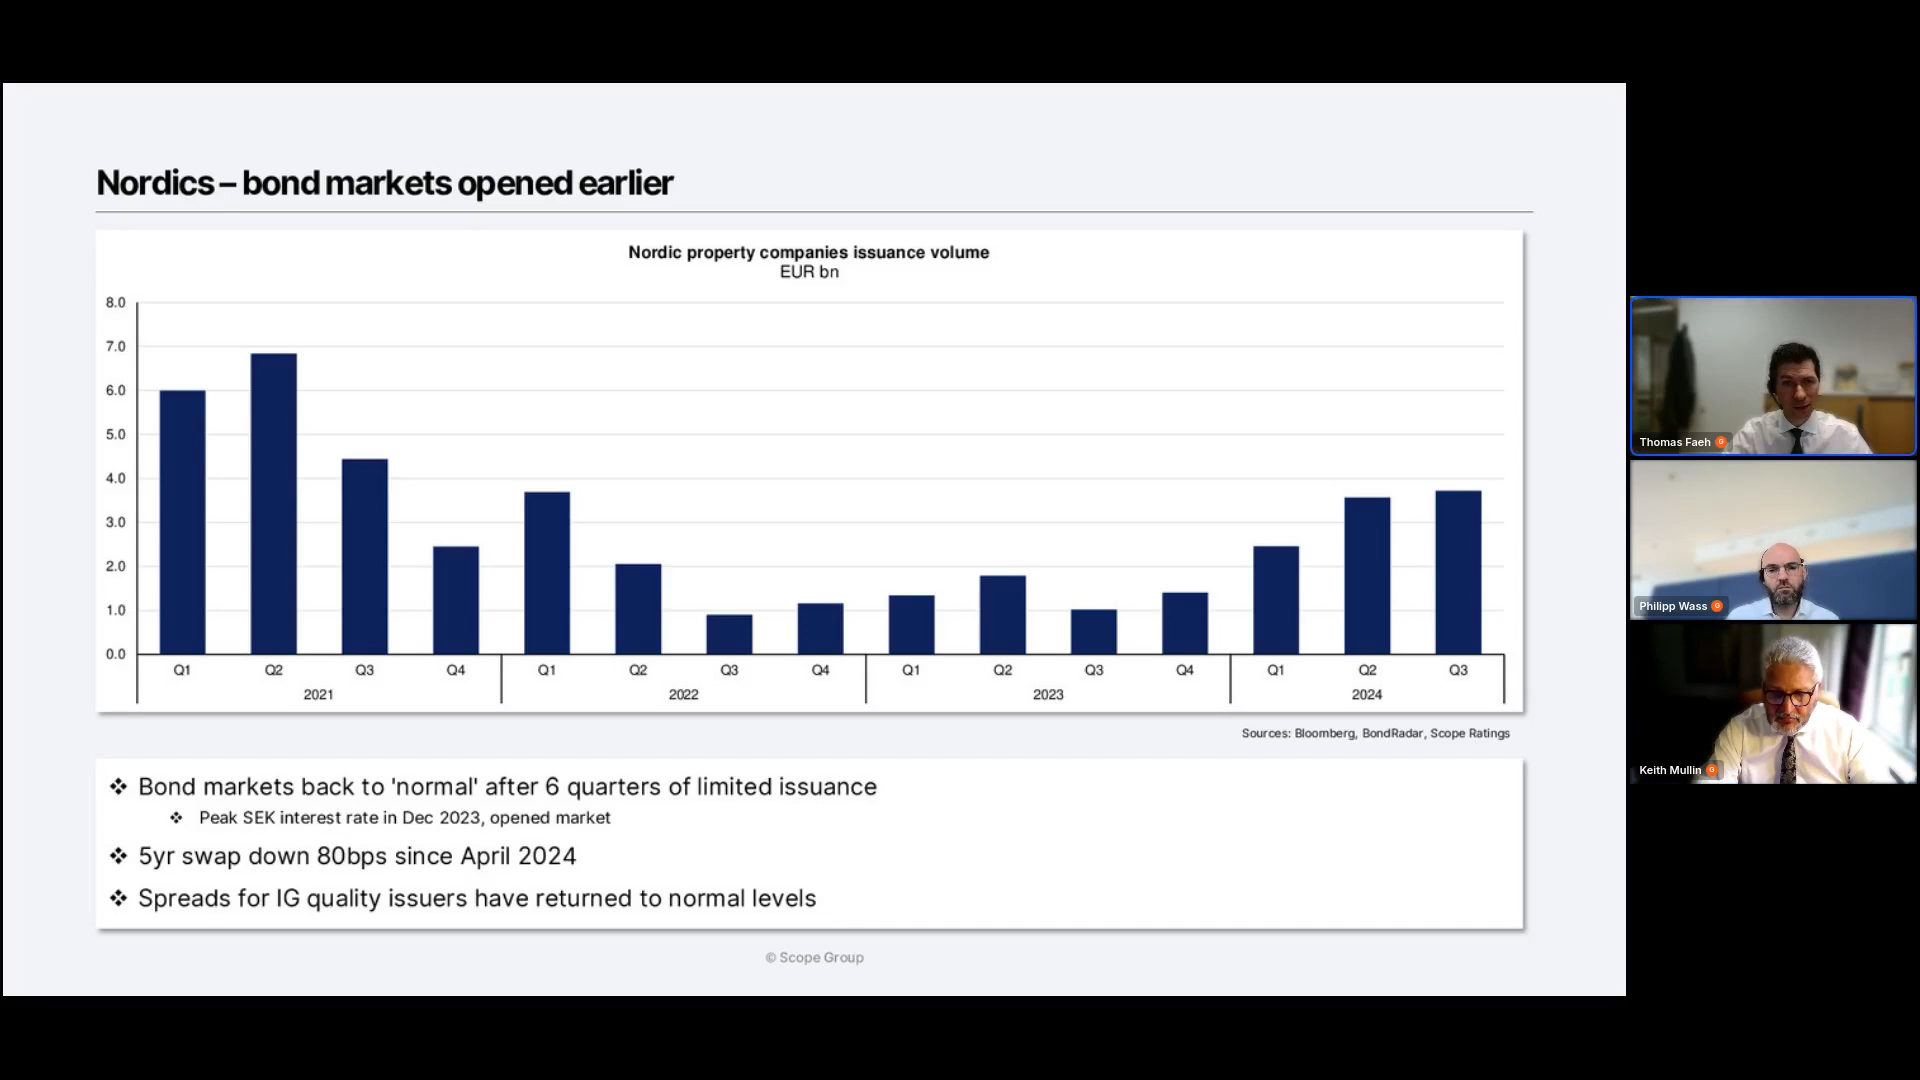 Nordics – bond markets opened earlier
Nordic property companies issuance volume
EUR bn
8.0
7.0
6.0
5.0
4.0
3.0
2.0
1.0
0.0
Q1 Q2 Q3 Q4 Q1 Q2 Q3 Q4 Q1 Q2 Q3 Q4 Q1 Q2 Q3
2021 2022 2023 2024
Sources: Bloomberg, BondRadar, Scope Ratings
❖ Bond markets back to 'normal' after 6 quarters of limited issuance
❖ Peak SEK interest rate in Dec 2023, opened market
❖ 5yr swap down 80bps since April 2024
❖ Spreads for IG quality issuers have returned to normal levels
© Scope Group
Thomas Faeh G
Philipp Wass G
Keith Mullin G